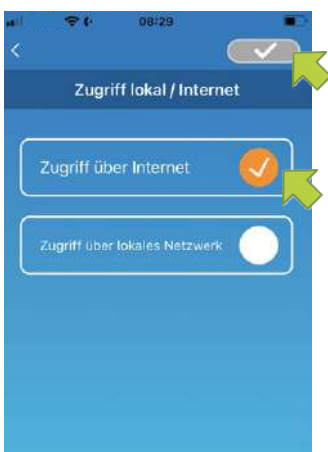 08:29
Zugriff lokal / Internet
Zugriff über Internet
Zugriff über lokales Netzwerk